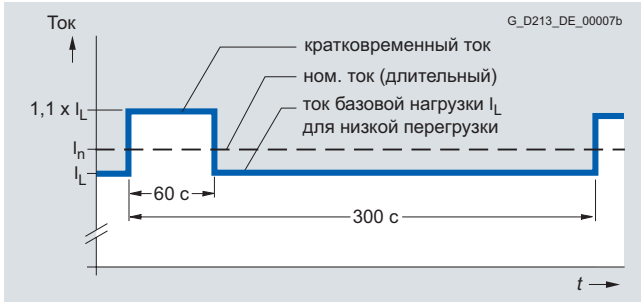 Ток
G_D213_DE_00007b
кратковременный ток
ном. ток (длительный)
ток базовой нагрузки IL
для низкой перегрузки
1,1 x IL
In
IL
60 с
300 с
t